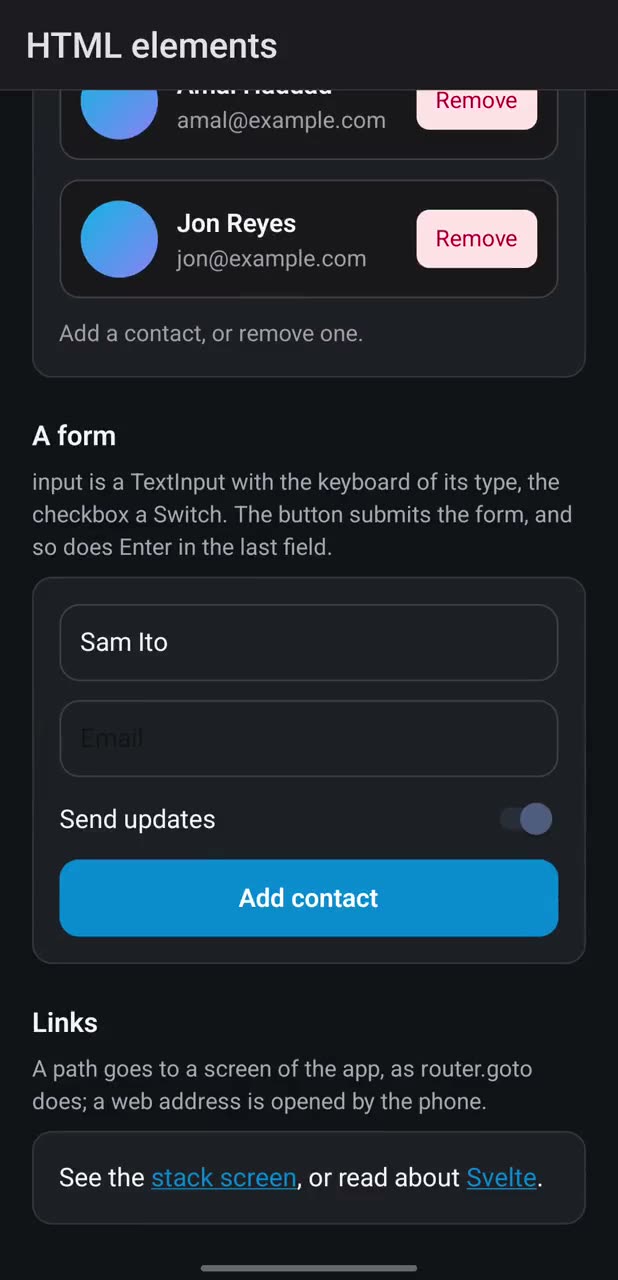 HTML elements
Amal Haddad
amal@example.com
Remove
Jon Reyes
jon@example.com
Remove
Add a contact, or remove one.
A form
input is a TextInput with the keyboard of its type, the
checkbox a Switch. The button submits the form, and
so does Enter in the last field.
Sam Ito
Email
Send updates
Add contact
Links
A path goes to a screen of the app, as router.goto
does; a web address is opened by the phone.
See the stack screen, or read about Svelte.